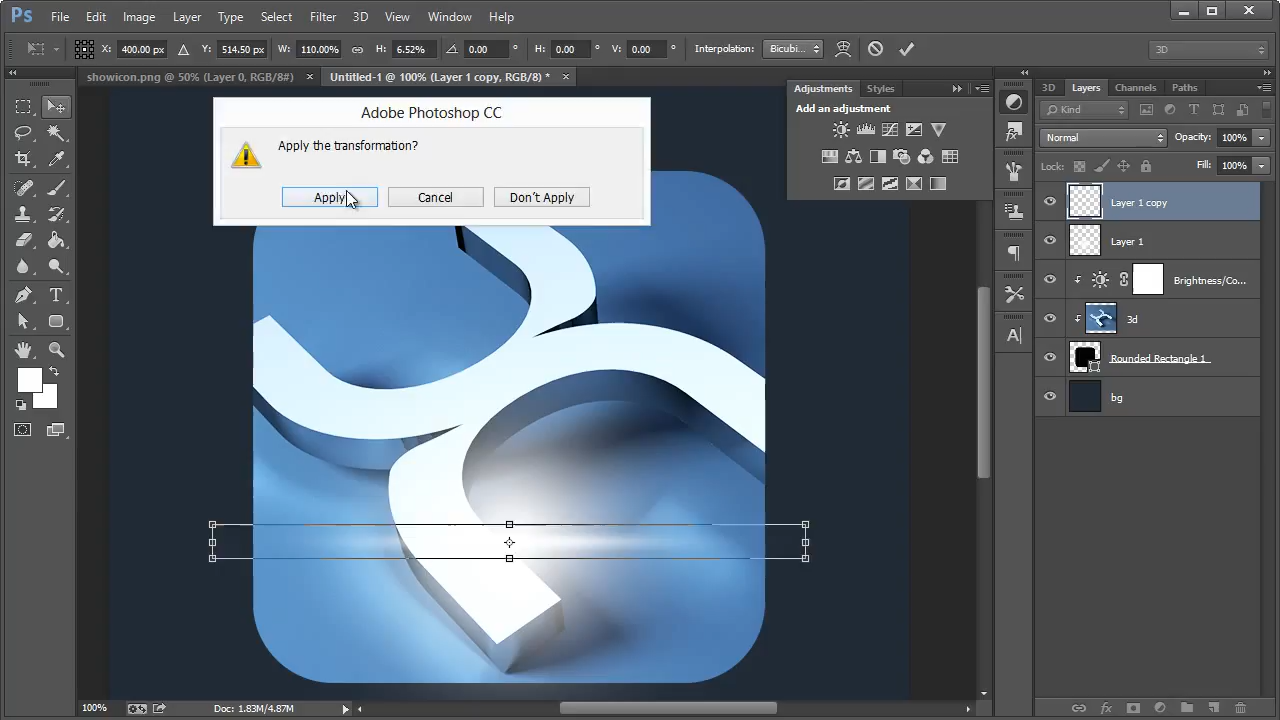 Ps File Edit Image Layer Type Select Filter 3D View Window Help
X: 400.00 px Y: 514.50 px W: 110.00% H: 6.52% 0.00 ° H: 0.00 ° V: 0.00 ° Interpolation: Bicubi... 3D
showicon.png @ 50% (Layer 0, RGB/8#) × Untitled-1 @ 100% (Layer 1 copy, RGB/8) * ×
Adjustments Styles
Add an adjustment
3D Layers Channels Paths
Kind
Normal Opacity: 100%
Lock: Fill: 100%
Layer 1 copy
Layer 1
Brightness/Co...
3d
Rounded Rectangle 1
bg
Adobe Photoshop CC
Apply the transformation?
Apply Cancel Don't Apply
100% Doc: 1.83M/4.87M